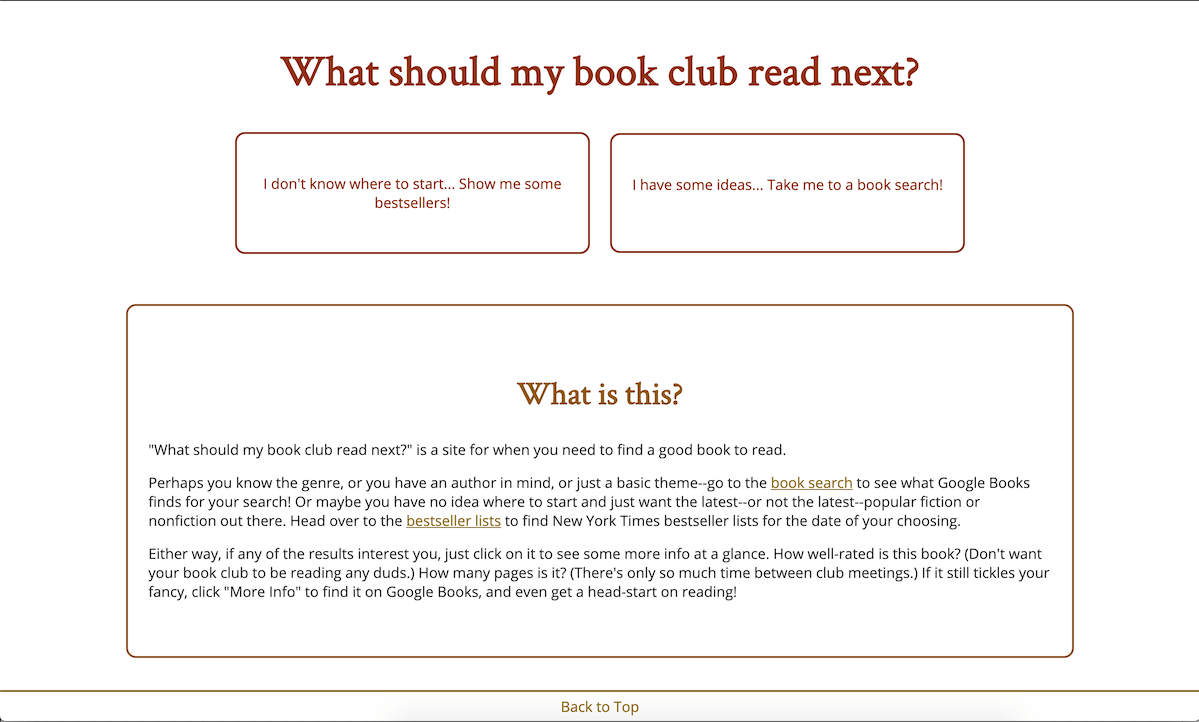 What should my book club read next?
I don't know where to start... Show me some
bestsellers!
I have some ideas... Take me to a book search!
What is this?
"What should my book club read next?" is a site for when you need to find a good book to read.
Perhaps you know the genre, or you have an author in mind, or just a basic theme--go to the book search to see what Google Books
finds for your search! Or maybe you have no idea where to start and just want the latest--or not the latest--popular fiction or
nonfiction out there. Head over to the bestseller lists to find New York Times bestseller lists for the date of your choosing.
Either way, if any of the results interest you, just click on it to see some more info at a glance. How well-rated is this book? (Don't want
your book club to be reading any duds.) How many pages is it? (There's only so much time between club meetings.) If it still tickles your
fancy, click "More Info" to find it on Google Books, and even get a head-start on reading!
Back to Top